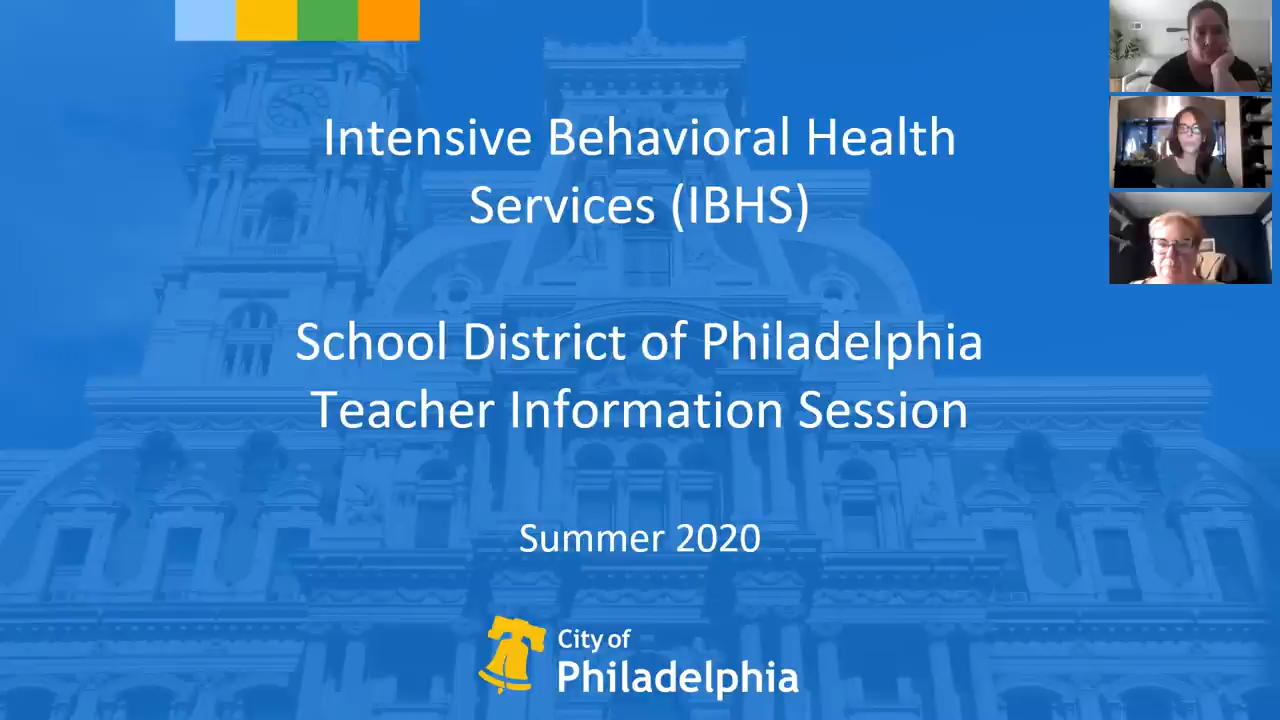 Intensive Behavioral Health
Services (IBHS)
School District of Philadelphia
Teacher Information Session
Summer 2020
City of
Philadelphia